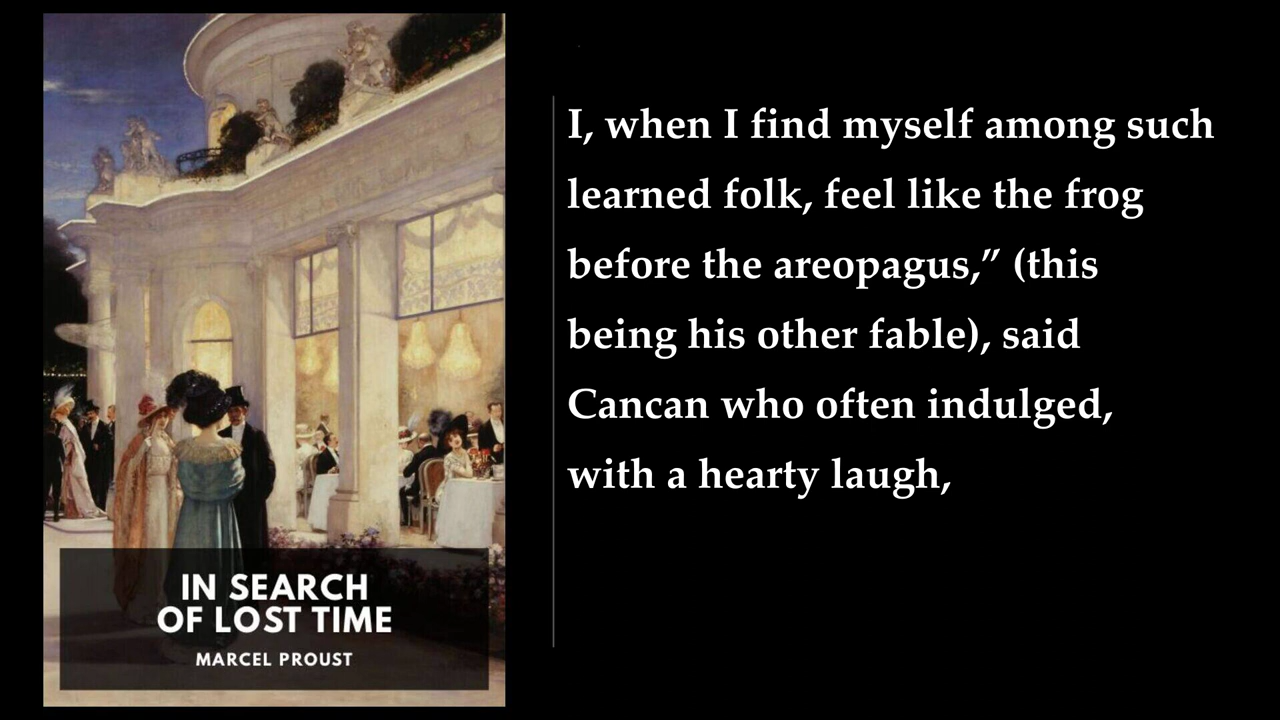 IN SEARCH
OF LOST TIME
MARCEL PROUST
I, when I find myself among such
learned folk, feel like the frog
before the areopagus,” (this
being his other fable), said
Cancan who often indulged,
with a hearty laugh,